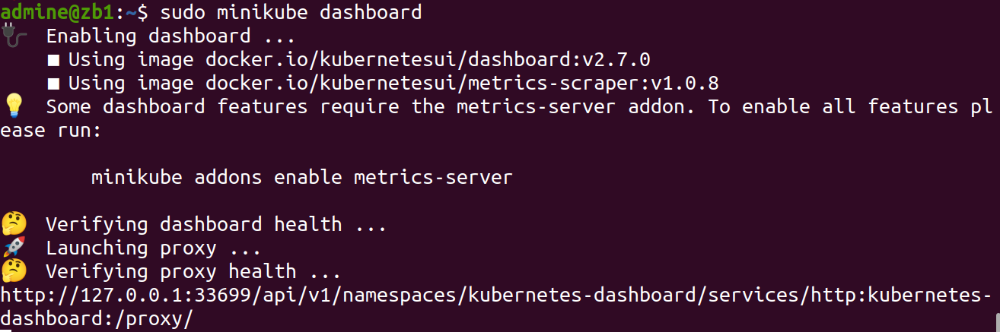 admine@zb1:~$ sudo minikube dashboard
Enabling dashboard ...
■ Using image docker.io/kubernetesui/dashboard:v2.7.0
■ Using image docker.io/kubernetesui/metrics-scraper:v1.0.8
Some dashboard features require the metrics-server addon. To enable all features pl
ease run:
minikube addons enable metrics-server
🤔 Verifying dashboard health ...
🚀 Launching proxy ...
🤔 Verifying proxy health ...
http://127.0.0.1:33699/api/v1/namespaces/kubernetes-dashboard/services/http:kubernetes-
dashboard:/proxy/